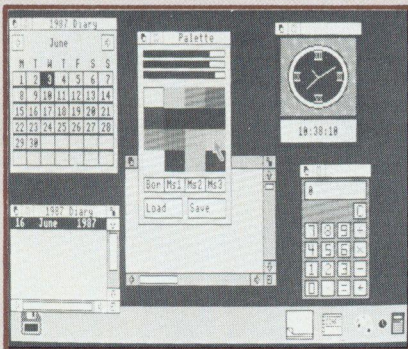 1987 Diary
June
M T W T F S S
1 2 3 4 5 6 7
8 9 10 11 12 13 14
15 16 17 18 19 20 21
22 23 24 25 26 27 28
29 30
Palette
Bor Ms1 Ms2 Ms3
Load Save
10:38:10
0
C
7 8 9 ÷
4 5 6 ×
1 2 3 -
0 . = +
1987 Diary
16 June 1987